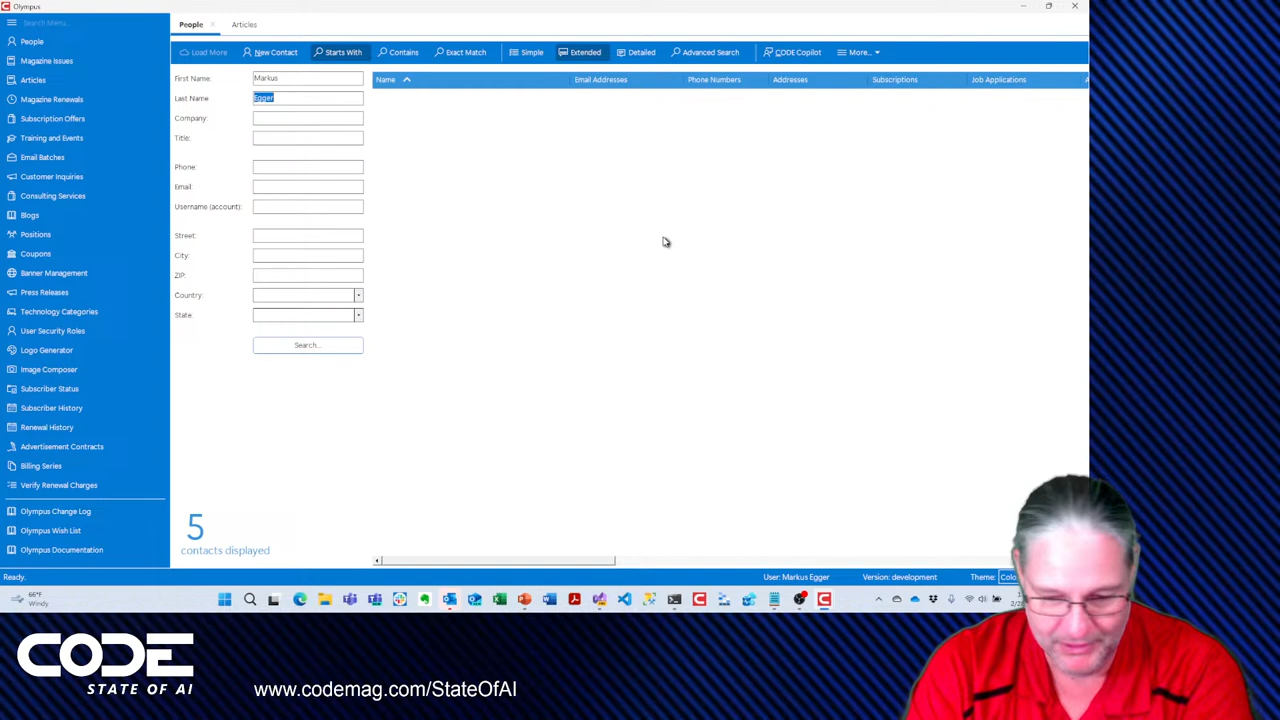 Olympus
Search Menu...
People
Magazine Issues
Articles
Magazine Renewals
Subscription Offers
Training and Events
Email Batches
Customer Inquiries
Consulting Services
Blogs
Positions
Coupons
Banner Management
Press Releases
Technology Categories
User Security Roles
Logo Generator
Image Composer
Subscriber Status
Subscriber History
Renewal History
Advertisement Contracts
Billing Series
Verify Renewal Charges
Olympus Change Log
Olympus Wish List
Olympus Documentation
People Articles
Load More New Contact Starts With Contains Exact Match Simple Extended Detailed Advanced Search CODE Copilot More...
First Name: Markus
Last Name Egger
Company:
Title:
Phone:
Email:
Username (account):
Street:
City:
ZIP:
Country:
State:
Search...
Name Email Addresses Phone Numbers Addresses Subscriptions Job Applications
5
contacts displayed
Ready. User: Markus Egger Version: development Theme: Colo
66°F
Windy
CODE
STATE OF AI
www.codemag.com/StateOfAI